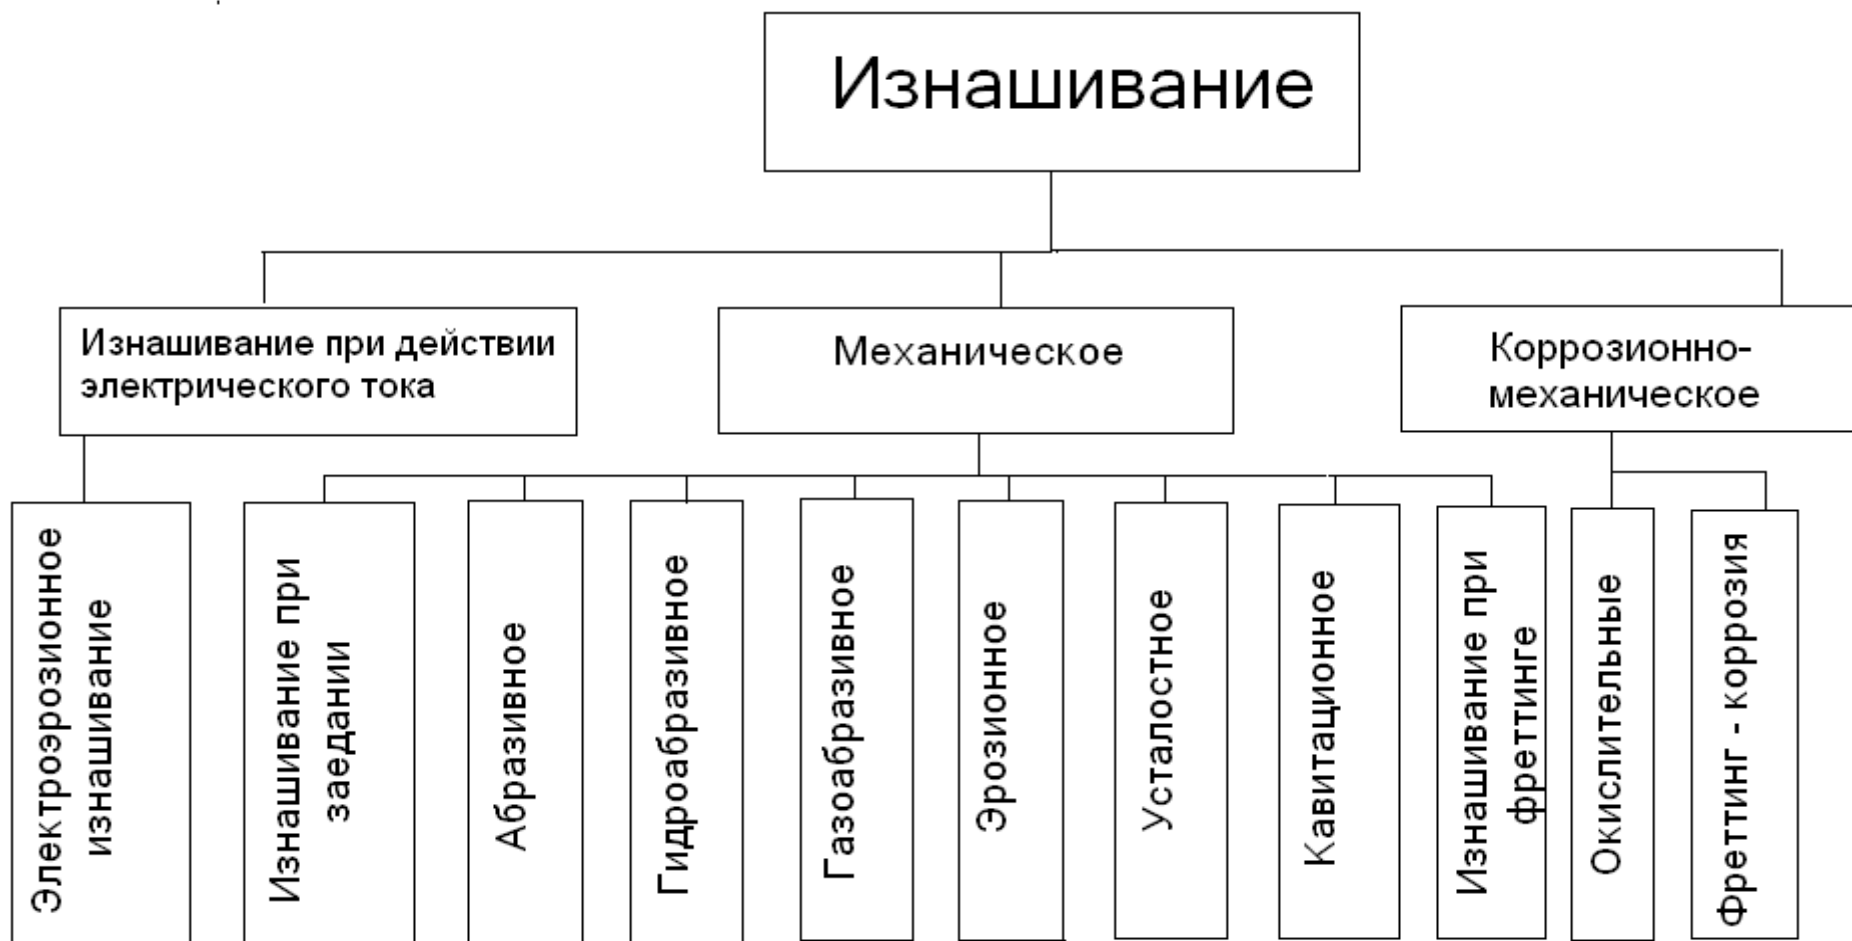 Изнашивание
Изнашивание при действии
электрического тока
Механическое
Коррозионно-
механическое
Электроэрозионное
изнашивание
Изнашивание при
заедании
Абразивное
Гидроабразивное
Газоабразивное
Эрозионное
Усталостное
Кавитационное
Изнашивание при
фреттинге
Окислительные
Фреттинг - коррозия